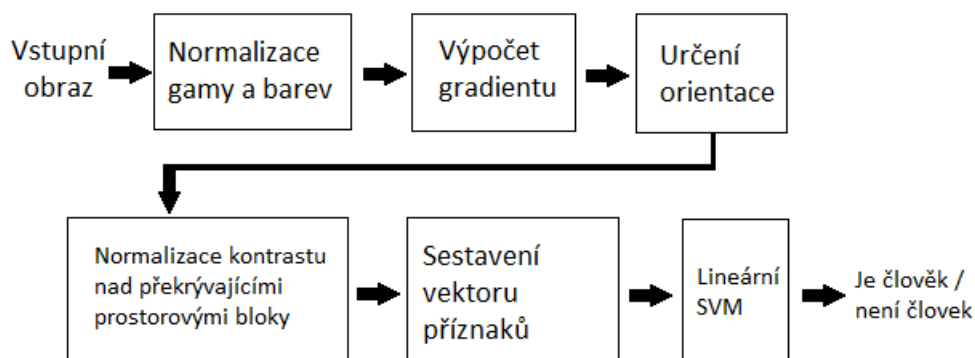 Vstupní
obraz
Normalizace
gamy a barev
Výpočet
gradientu
Určení
orientace
Normalizace kontrastu
nad překrývajícími
prostorovými bloky
Sestavení
vektoru
příznaků
Lineární
SVM
Je člověk /
není človek